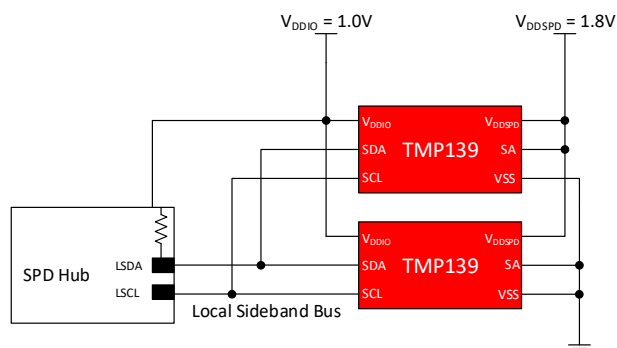 VDDIO = 1.0V
VDDSPD = 1.8V
VDDIO
SDA
SCL
TMP139
VDDSPD
SA
VSS
VDDIO
SDA
SCL
TMP139
VDDSPD
SA
VSS
SPD Hub
LSDA
LSCL
Local Sideband Bus